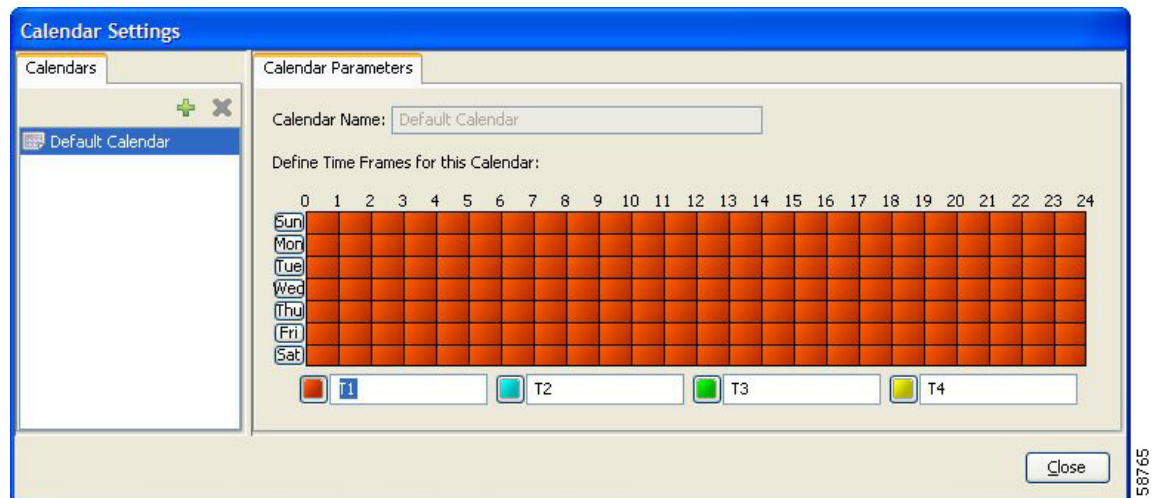 Calendar Settings
Calendars
Calendar Parameters
Default Calendar
Calendar Name: Default Calendar
Define Time Frames for this Calendar:
0 1 2 3 4 5 6 7 8 9 10 11 12 13 14 15 16 17 18 19 20 21 22 23 24
Sun
Mon
Tue
Wed
Thu
Fri
Sat
T1 T2 T3 T4
Close
58765